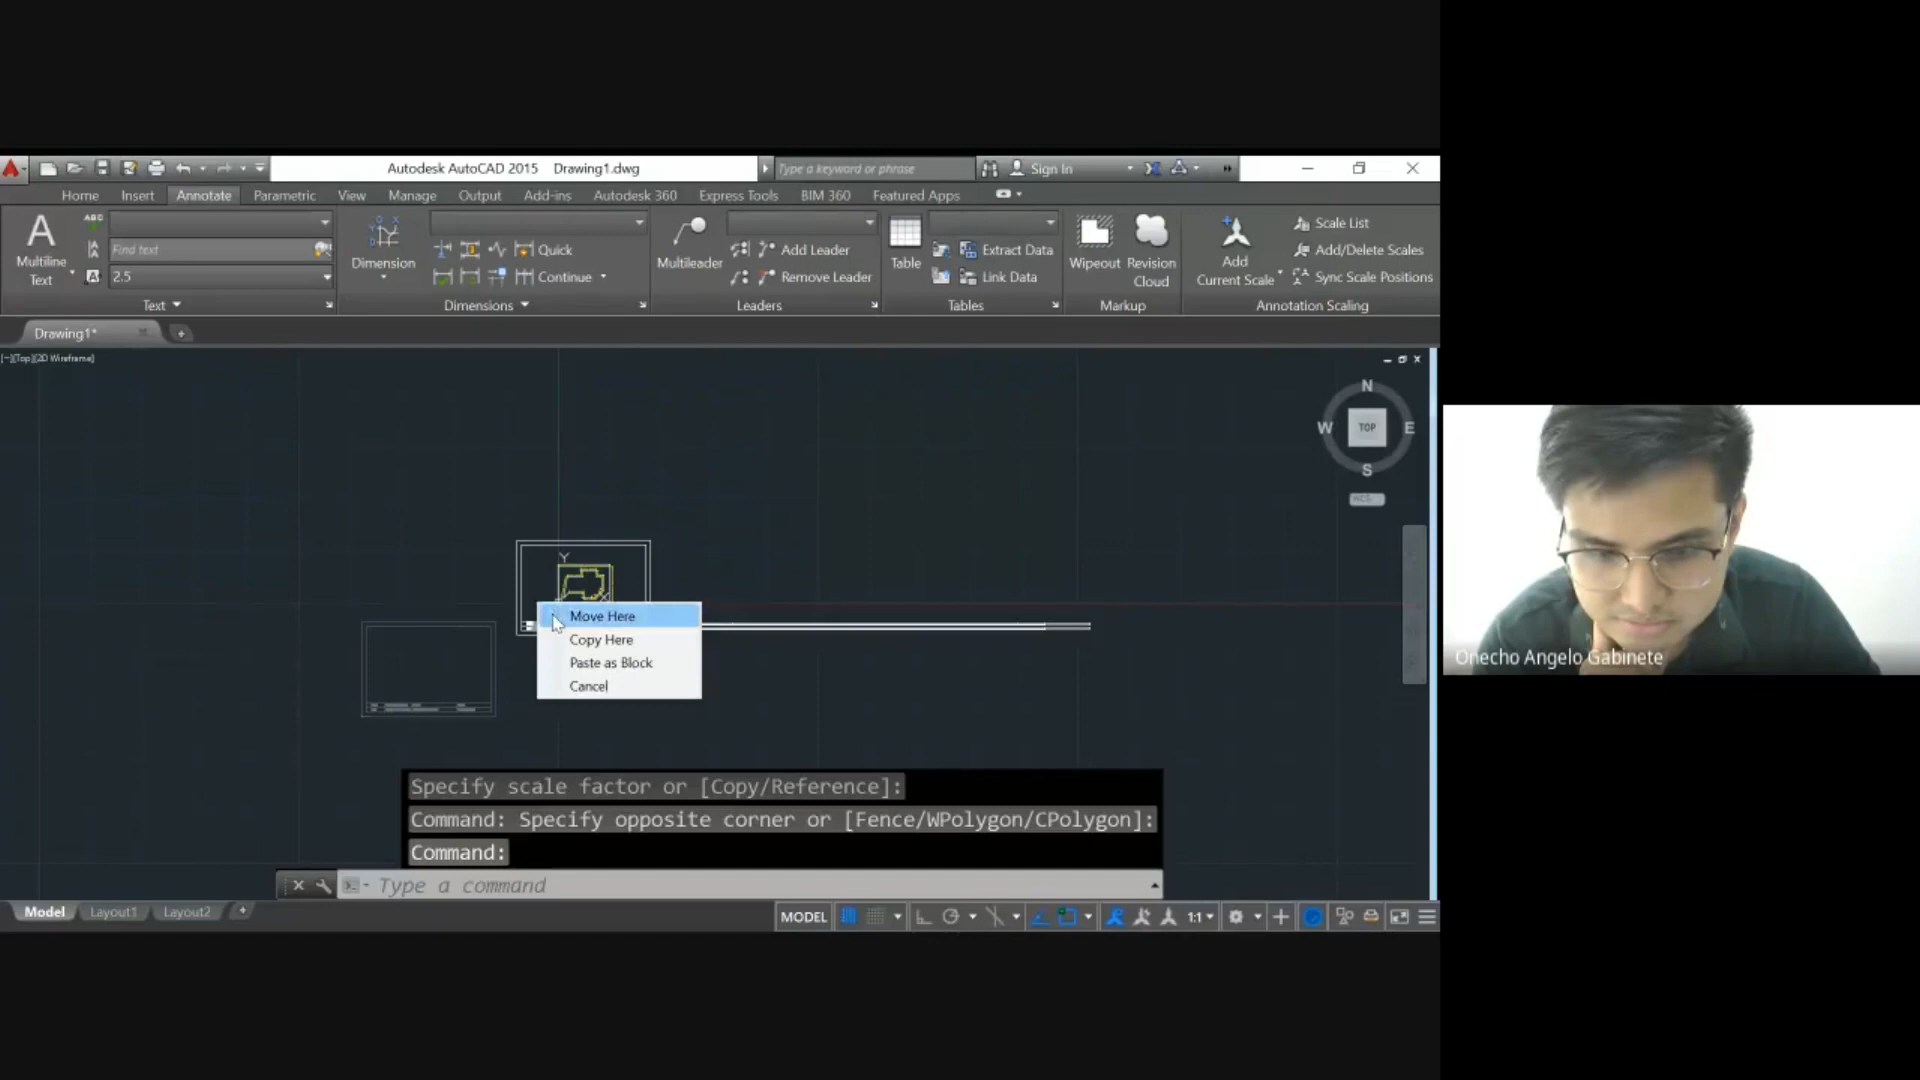 Autodesk AutoCAD 2015 Drawing1.dwg
Type a keyword or phrase
Sign In
Home Insert Annotate Parametric View Manage Output Add-ins Autodesk 360 Express Tools BIM 360 Featured Apps
Multiline
Text
ABC
Find text
2.5
Text
Dimension
Quick
Continue
Dimensions
Multileader
Add Leader
Remove Leader
Leaders
Table
Extract Data
Link Data
Tables
Wipeout
Revision
Cloud
Markup
Add
Current Scale
Scale List
Add/Delete Scales
Sync Scale Positions
Annotation Scaling
Drawing1*
[−][Top][2D Wireframe]
N
W TOP E
S
WCS
Y
X
Move Here
Copy Here
Paste as Block
Cancel
Specify scale factor or [Copy/Reference]:
Command: Specify opposite corner or [Fence/WPolygon/CPolygon]:
Command:
Type a command
Model Layout1 Layout2
MODEL
1:1
Onecho Angelo Gabinete